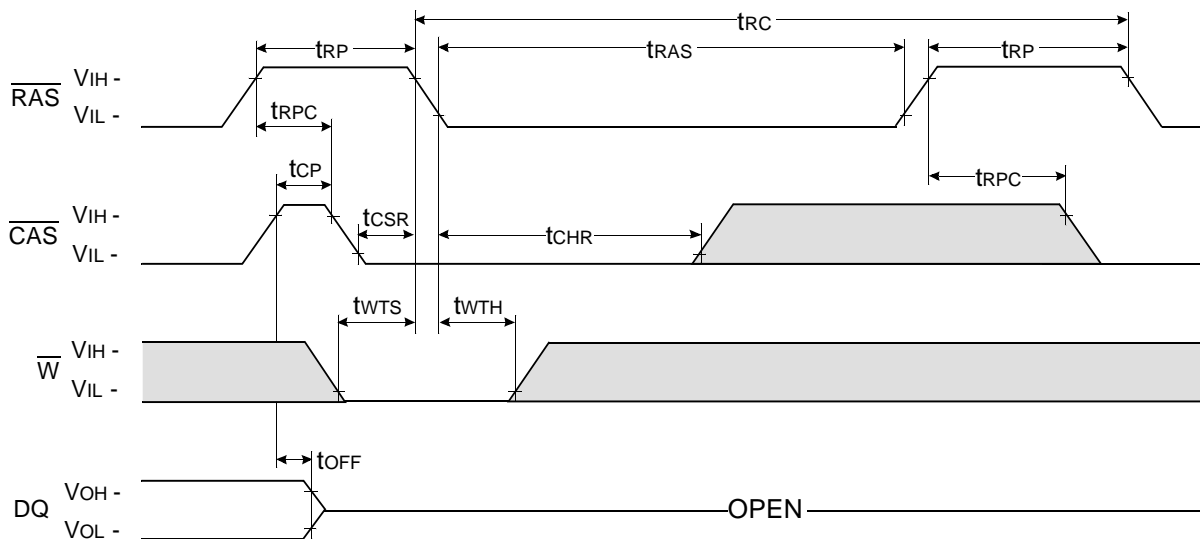 tRC
tRP tRAS tRP
RAS VIH -
VIL -
tRPC
tCP tRPC
CAS VIH -
VIL -
tCSR tCHR
tWTS tWTH
W VIH -
VIL -
tOFF
DQ VOH -
VOL -
OPEN